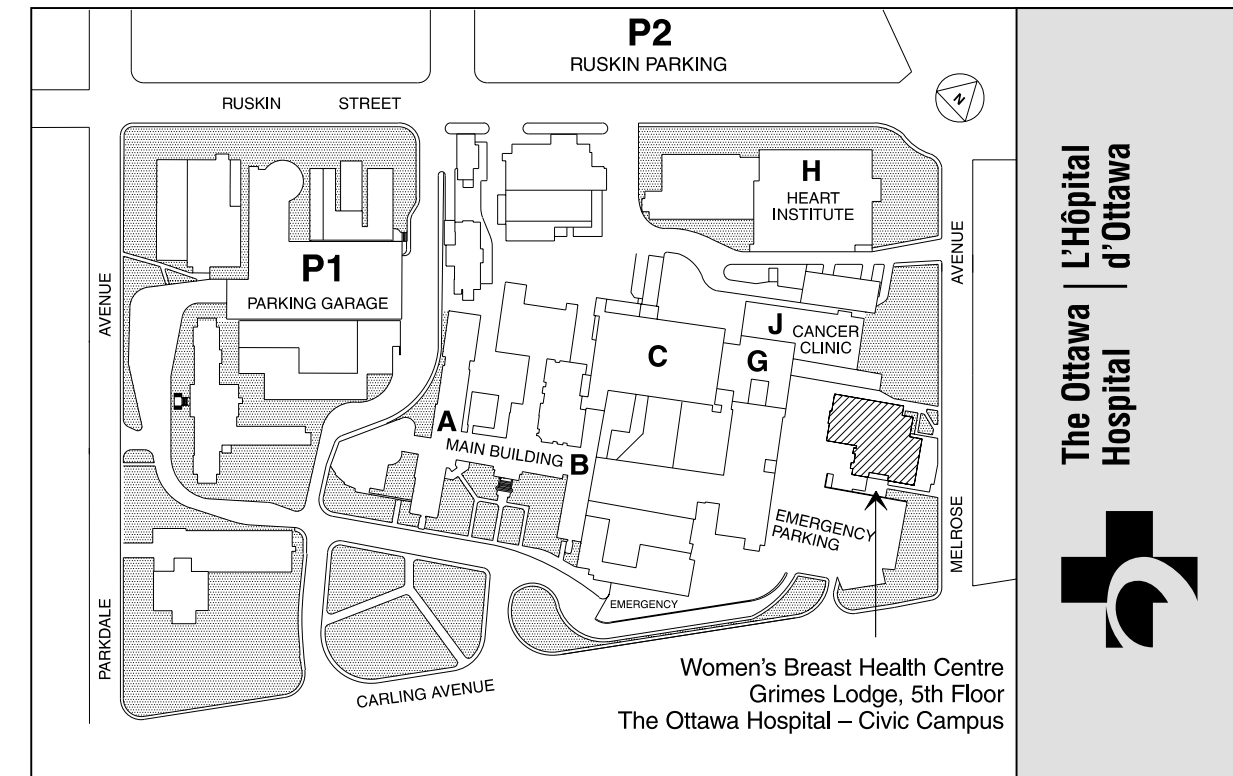 P2
RUSKIN PARKING
RUSKIN STREET
N
H
HEART
INSTITUTE
AVENUE
AVENUE
P1
PARKING GARAGE
J CANCER
CLINIC
C
G
A
MAIN BUILDING
B
EMERGENCY
PARKING
EMERGENCY
MELROSE
PARKDALE
CARLING AVENUE
Women's Breast Health Centre
Grimes Lodge, 5th Floor
The Ottawa Hospital – Civic Campus
The Ottawa | L'Hôpital
Hospital | d'Ottawa